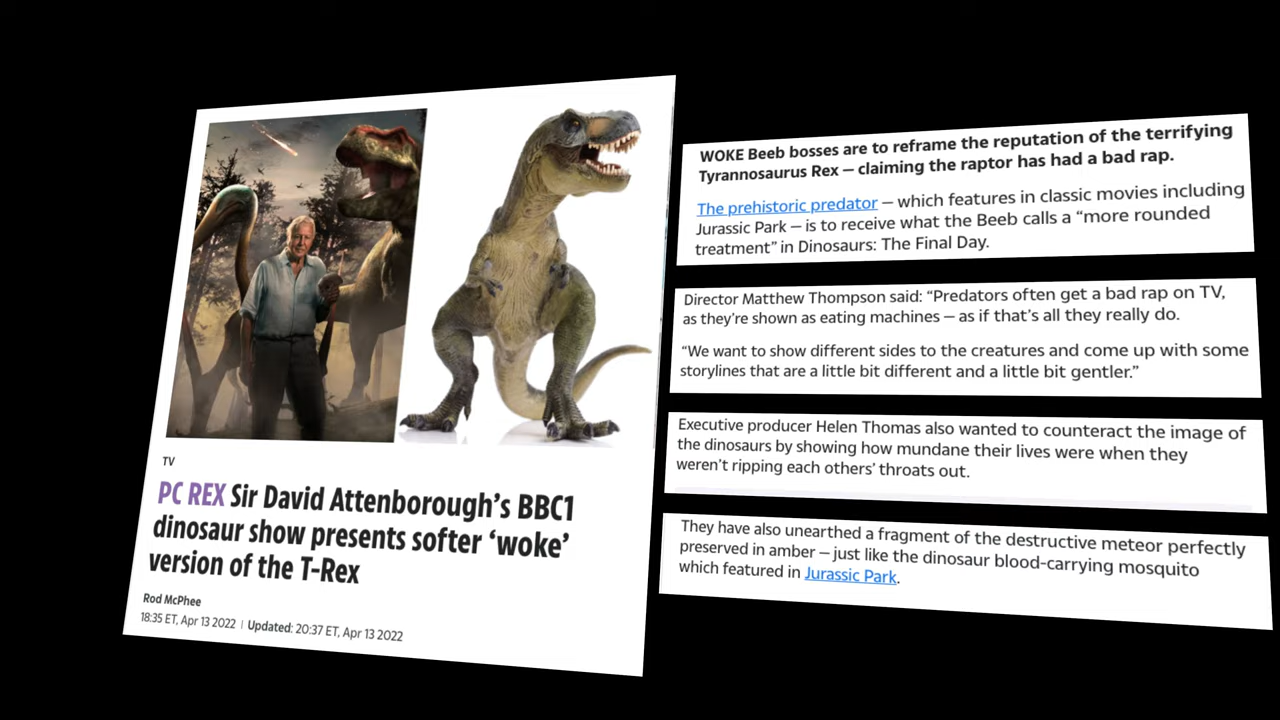 TV
PC REX Sir David Attenborough's BBC1
dinosaur show presents softer 'woke'
version of the T-Rex
Rod McPhee
18:35 ET, Apr 13 2022 | Updated: 20:37 ET, Apr 13 2022
WOKE Beeb bosses are to reframe the reputation of the terrifying
Tyrannosaurus Rex — claiming the raptor has had a bad rap.
The prehistoric predator — which features in classic movies including
Jurassic Park — is to receive what the Beeb calls a “more rounded
treatment” in Dinosaurs: The Final Day.
Director Matthew Thompson said: “Predators often get a bad rap on TV,
as they’re shown as eating machines — as if that’s all they really do.
“We want to show different sides to the creatures and come up with some
storylines that are a little bit different and a little bit gentler.”
Executive producer Helen Thomas also wanted to counteract the image of
the dinosaurs by showing how mundane their lives were when they
weren’t ripping each others’ throats out.
They have also unearthed a fragment of the destructive meteor perfectly
preserved in amber — just like the dinosaur blood-carrying mosquito
which featured in Jurassic Park.